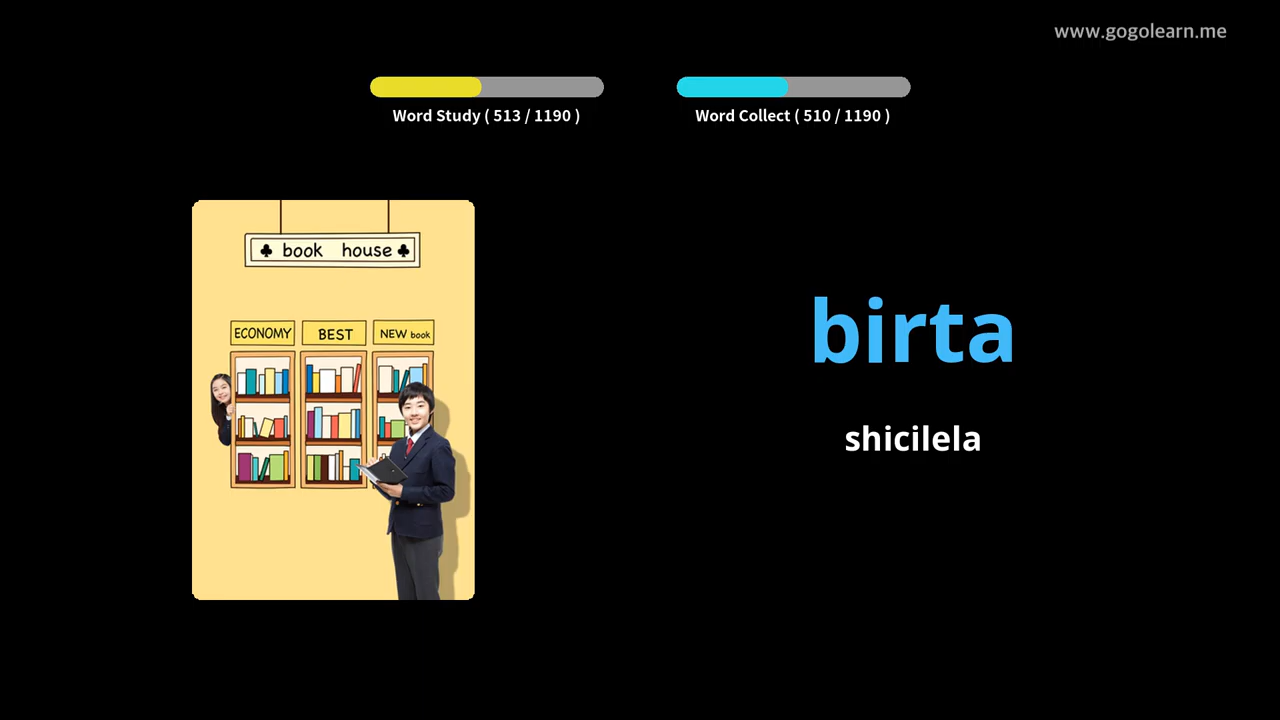 www.gogolearn.me
Word Study ( 513 / 1190 )
Word Collect ( 510 / 1190 )
♣ book house ♣
ECONOMY
BEST
NEW book
birta
shicilela